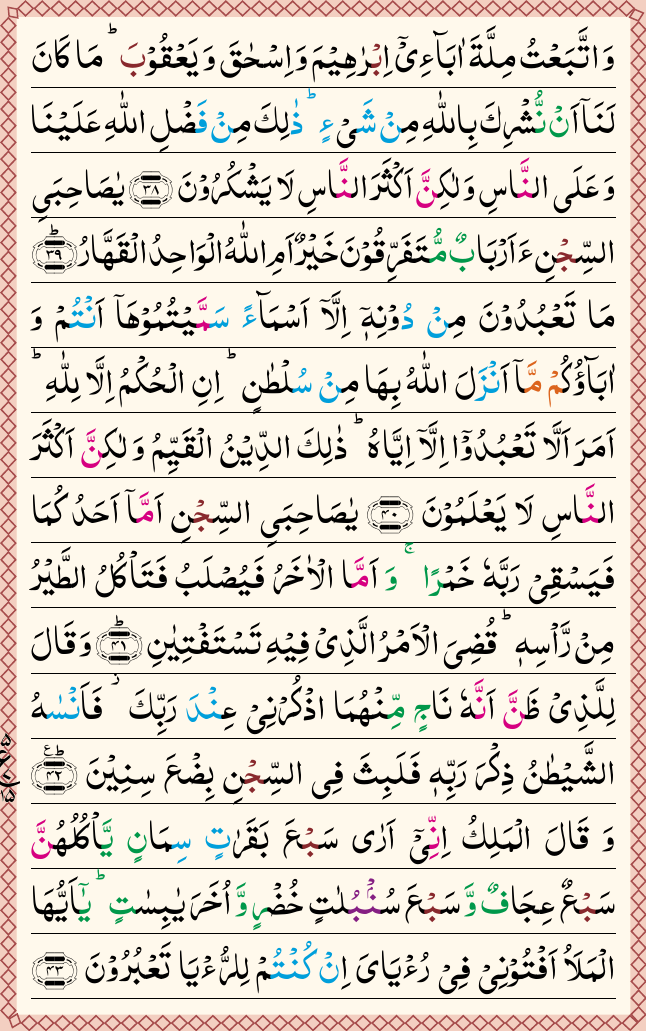 وَاتَّبَعْتُ مِلَّةَ اٰبَآءِیْۤ اِبْرٰهِیْمَ وَاِسْحٰقَ وَیَعْقُوْبَ ؕ مَا كَانَ
لَنَاۤ اَنْ نُّشْرِكَ بِاللّٰهِ مِنْ شَیْءٍ ؕ ذٰلِكَ مِنْ فَضْلِ اللّٰهِ عَلَیْنَا
وَعَلَی النَّاسِ وَلٰكِنَّ اَكْثَرَ النَّاسِ لَا یَشْكُرُوْنَ ﴿۳۸﴾ یٰصَاحِبَیِ
السِّجْنِ ءَاَرْبَابٌ مُّتَفَرِّقُوْنَ خَیْرٌ اَمِ اللّٰهُ الْوَاحِدُ الْقَهَّارُ ﴿ؕ۳۹﴾
مَا تَعْبُدُوْنَ مِنْ دُوْنِهٖۤ اِلَّاۤ اَسْمَآءً سَمَّیْتُمُوْهَاۤ اَنْتُمْ وَ
اٰبَآؤُكُمْ مَّاۤ اَنْزَلَ اللّٰهُ بِهَا مِنْ سُلْطٰنٍ ؕ اِنِ الْحُكْمُ اِلَّا لِلّٰهِ ؕ
اَمَرَ اَلَّا تَعْبُدُوْۤا اِلَّاۤ اِیَّاهُ ؕ ذٰلِكَ الدِّیْنُ الْقَیِّمُ وَلٰكِنَّ اَكْثَرَ
النَّاسِ لَا یَعْلَمُوْنَ ﴿۴۰﴾ یٰصَاحِبَیِ السِّجْنِ اَمَّاۤ اَحَدُكُمَا
فَیَسْقِیْ رَبَّهٗ خَمْرًا ۚ وَ اَمَّا الْاٰخَرُ فَیُصْلَبُ فَتَاْكُلُ الطَّیْرُ
مِنْ رَّاْسِهٖ ؕ قُضِیَ الْاَمْرُ الَّذِیْ فِیْهِ تَسْتَفْتِیٰنِ ﴿ؕ۴۱﴾ وَقَالَ
لِلَّذِیْ ظَنَّ اَنَّهٗ نَاجٍ مِّنْهُمَا اذْكُرْنِیْ عِنْدَ رَبِّكَ ؗ فَاَنْسٰىهُ
الشَّیْطٰنُ ذِكْرَ رَبِّهٖ فَلَبِثَ فِی السِّجْنِ بِضْعَ سِنِیْنَ ﴿ؕ۴۲﴾ ع
وَ قَالَ الْمَلِكُ اِنِّیْۤ اَرٰی سَبْعَ بَقَرٰتٍ سِمَانٍ یَّاْكُلُهُنَّ
سَبْعٌ عِجَافٌ وَّسَبْعَ سُنْۢبُلٰتٍ خُضْرٍ وَّاُخَرَ یٰبِسٰتٍ ؕ یٰۤاَیُّهَا
الْمَلَاُ اَفْتُوْنِیْ فِیْ رُءْیَایَ اِنْ كُنْتُمْ لِلرُّءْیَا تَعْبُرُوْنَ ﴿۴۳﴾